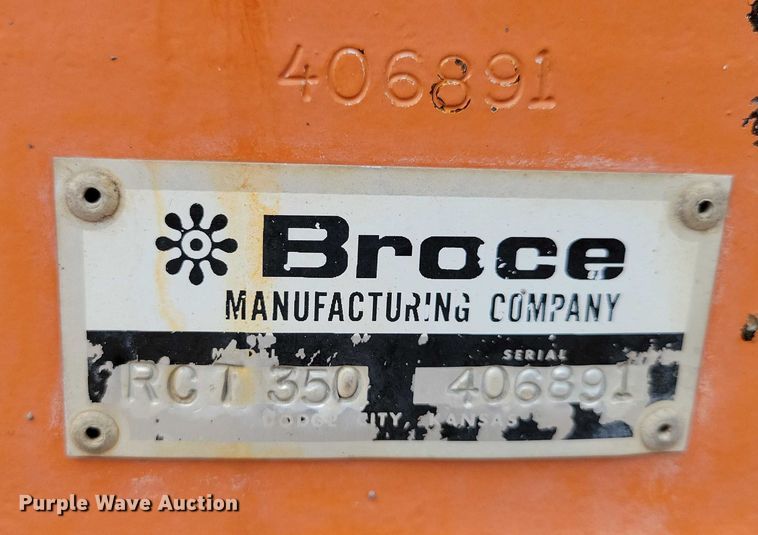 406891
Broce
MANUFACTURING COMPANY
SERIAL
RCT 350 406891
DODGE CITY, KANSAS
Purple Wave Auction